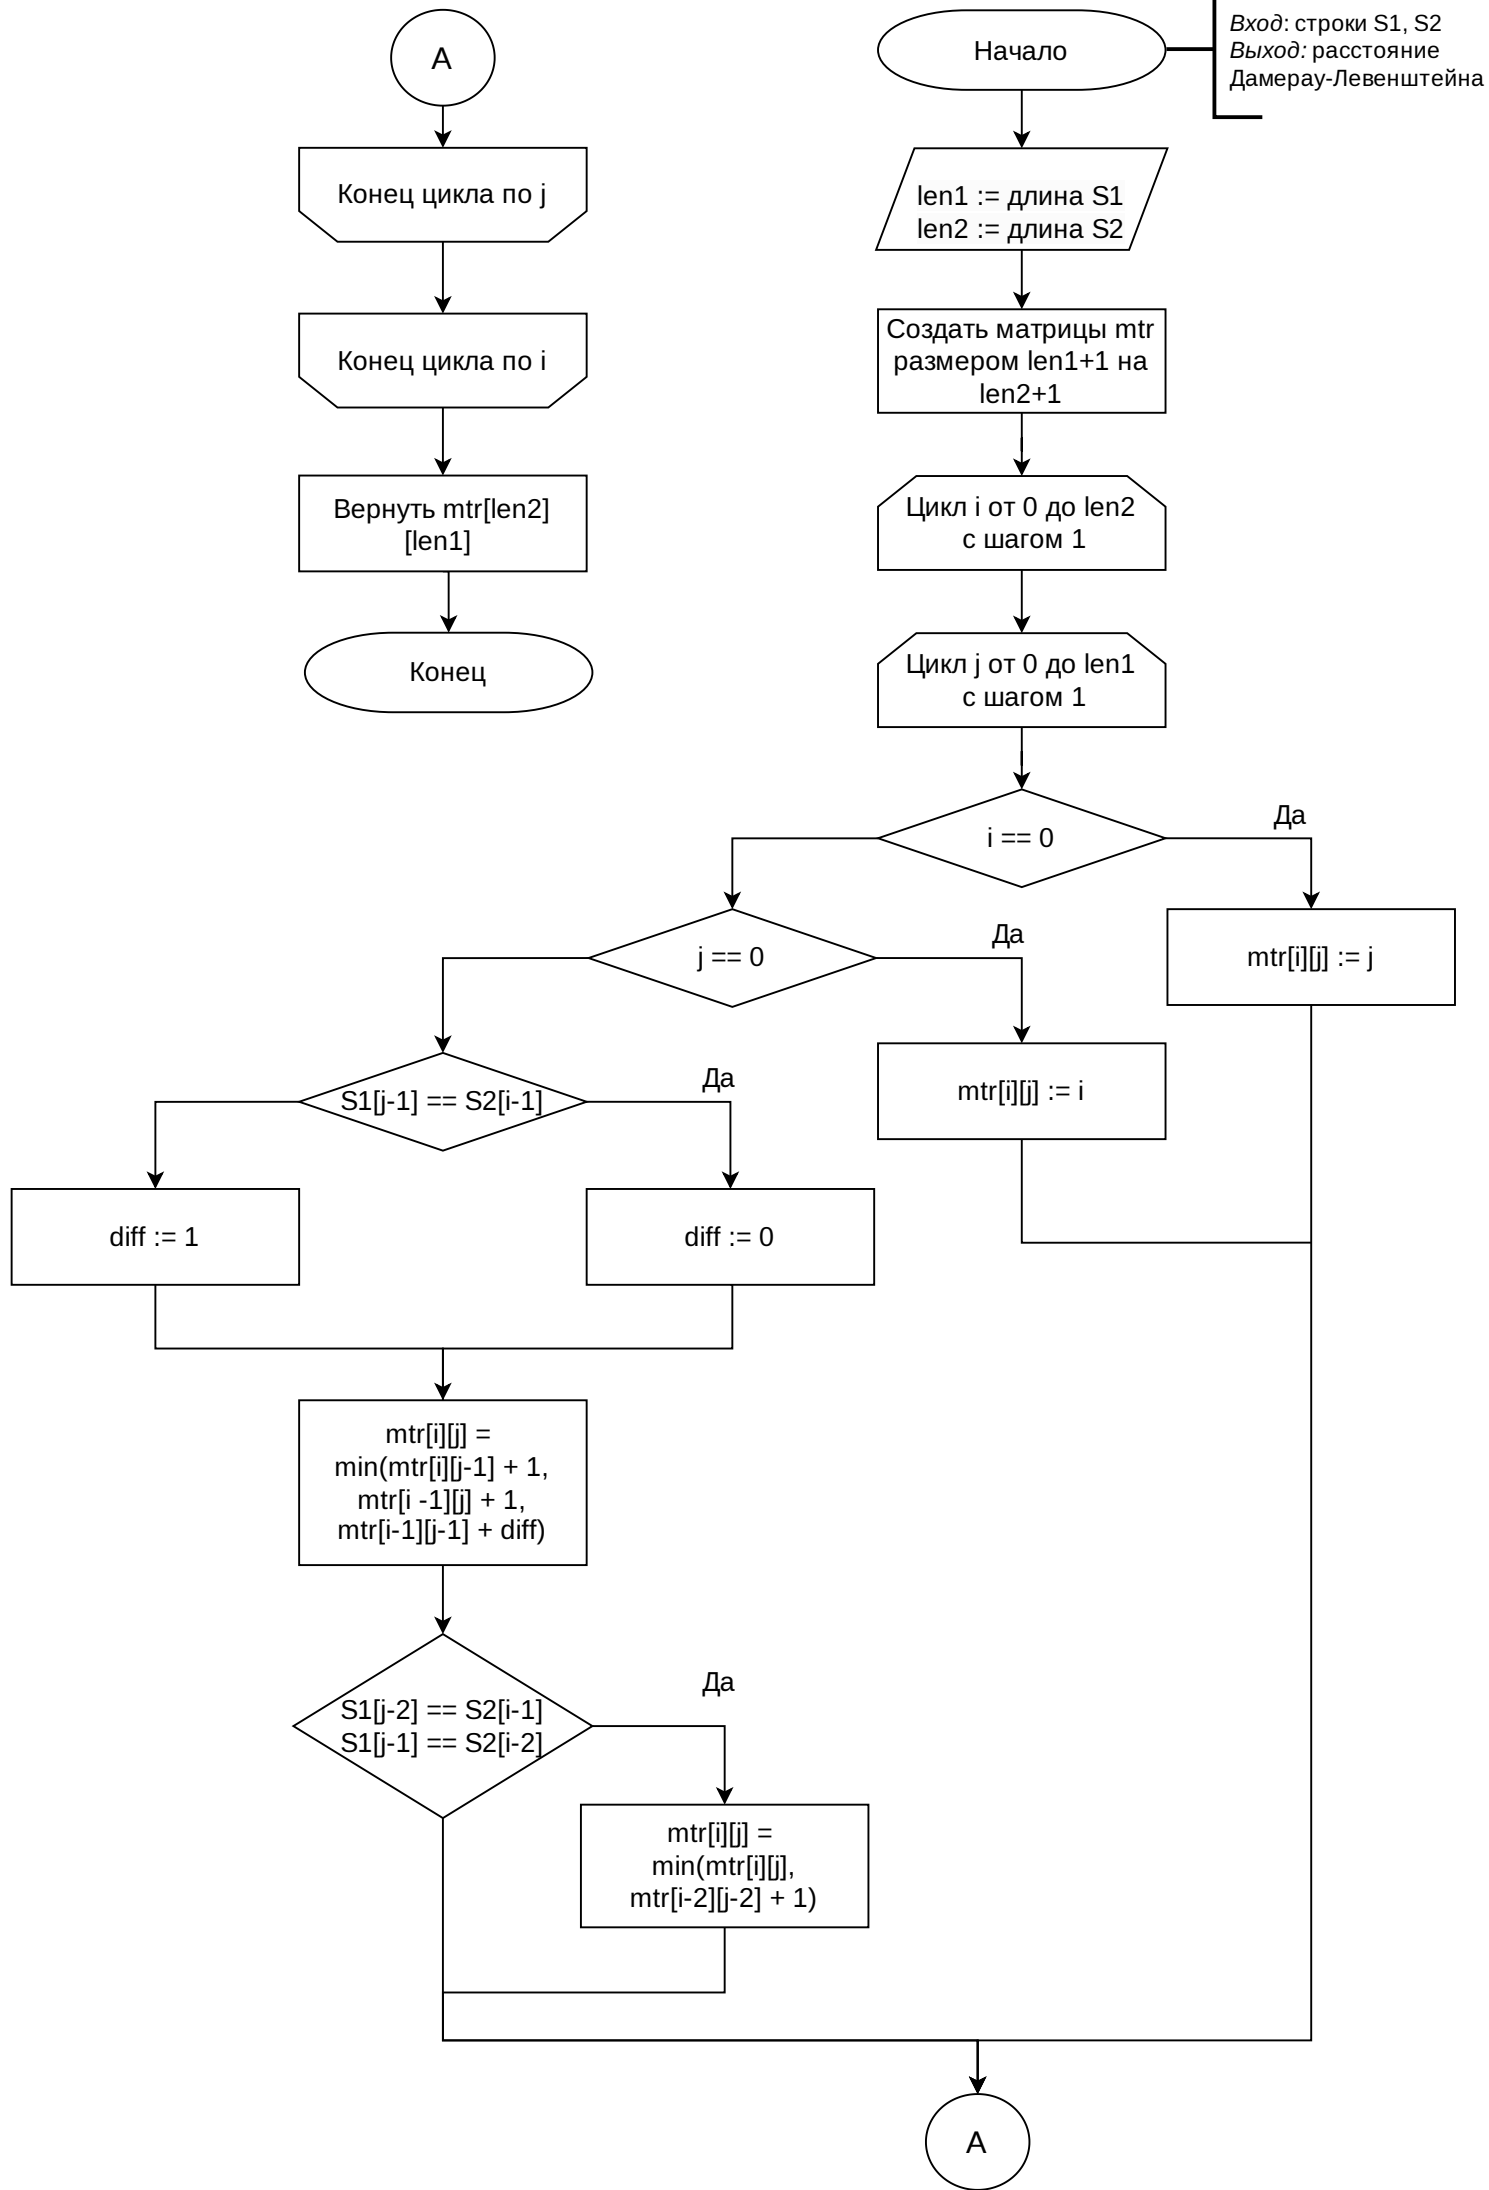 A
Конец цикла по j
Конец цикла по i
Вернуть mtr[len2]
[len1]
Конец
Начало
Вход: строки S1, S2
Выход: расстояние
Дамерау-Левенштейна
len1 := длина S1
len2 := длина S2
Создать матрицы mtr
размером len1+1 на
len2+1
Цикл i от 0 до len2
с шагом 1
Цикл j от 0 до len1
с шагом 1
i == 0
Да
mtr[i][j] := j
j == 0
Да
mtr[i][j] := i
S1[j-1] == S2[i-1]
Да
diff := 1
diff := 0
mtr[i][j] =
min(mtr[i][j-1] + 1,
mtr[i -1][j] + 1,
mtr[i-1][j-1] + diff)
S1[j-2] == S2[i-1]
S1[j-1] == S2[i-2]
Да
mtr[i][j] =
min(mtr[i][j],
mtr[i-2][j-2] + 1)
A